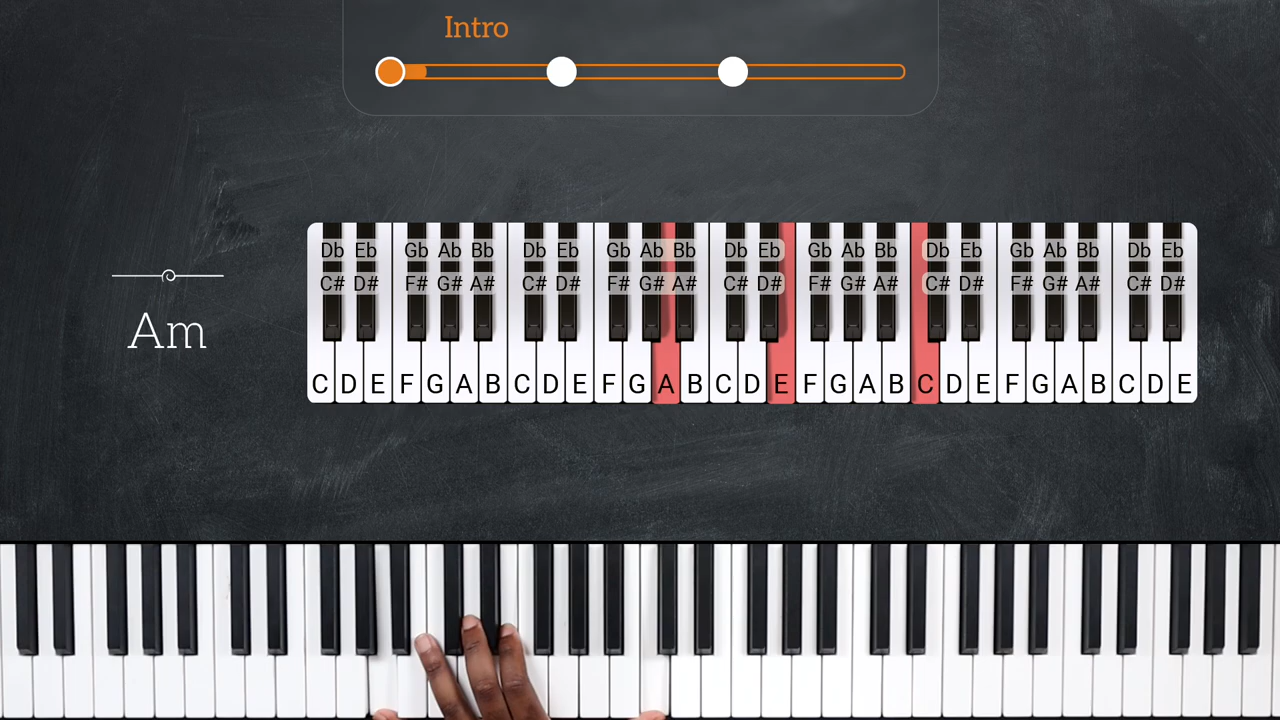 Intro
Am
Db Eb Gb Ab Bb Db Eb Gb Ab Bb Db Eb Gb Ab Bb Db Eb Gb Ab Bb Db Eb
C# D# F# G# A# C# D# F# G# A# C# D# F# G# A# C# D# F# G# A# C# D#
C D E F G A B C D E F G A B C D E F G A B C D E F G A B C D E